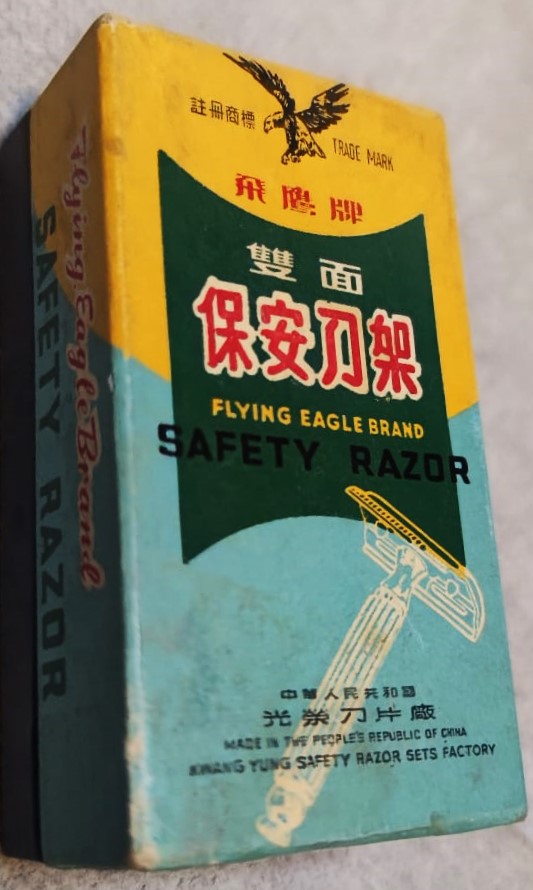 註冊商標
TRADE MARK
飛鷹牌
雙面
保安刀架
FLYING EAGLE BRAND
SAFETY RAZOR
中華人民共和國
光榮刀片廠
MADE IN THE PEOPLE'S REPUBLIC OF CHINA
KWANG YUNG SAFETY RAZOR SETS FACTORY
Flying Eagle Brand
SAFETY RAZOR